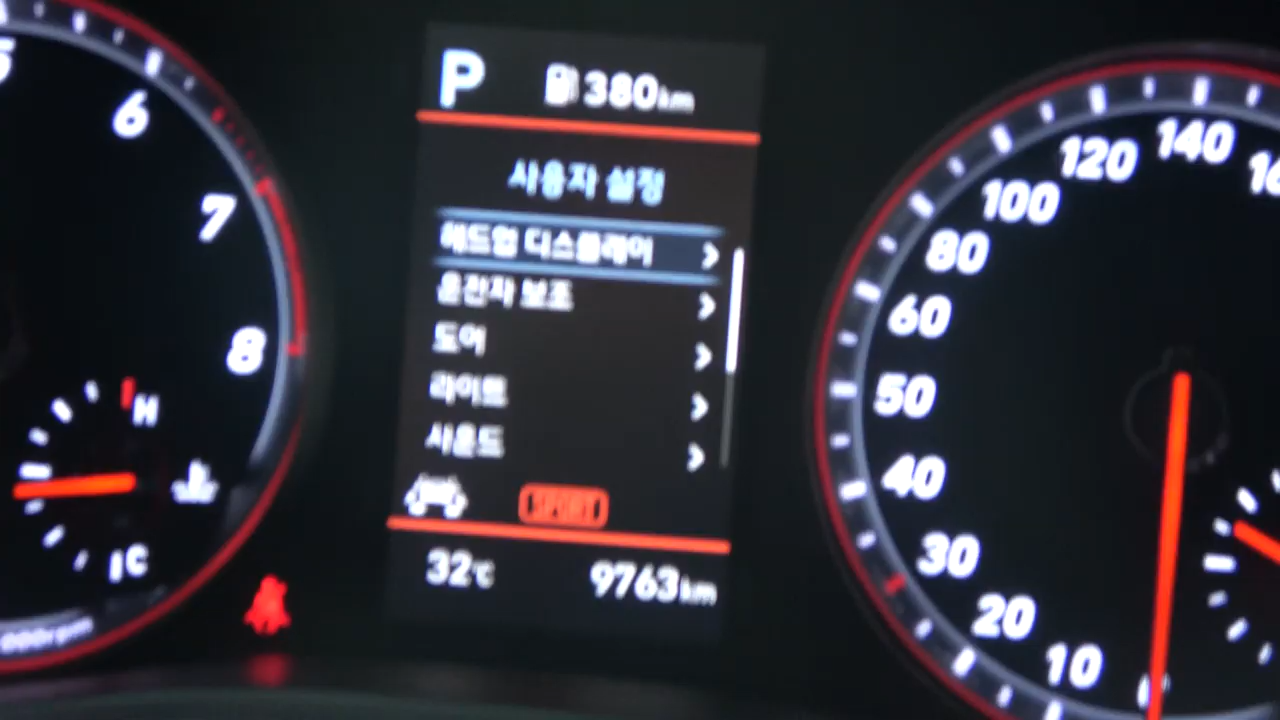 P 380km
사용자 설정
헤드업 디스플레이
운전자 보조
도어
라이트
사운드
SPORT
32℃ 9763km
5
6
7
8
H
C
000rpm
140
120
100
80
60
50
40
30
20
10